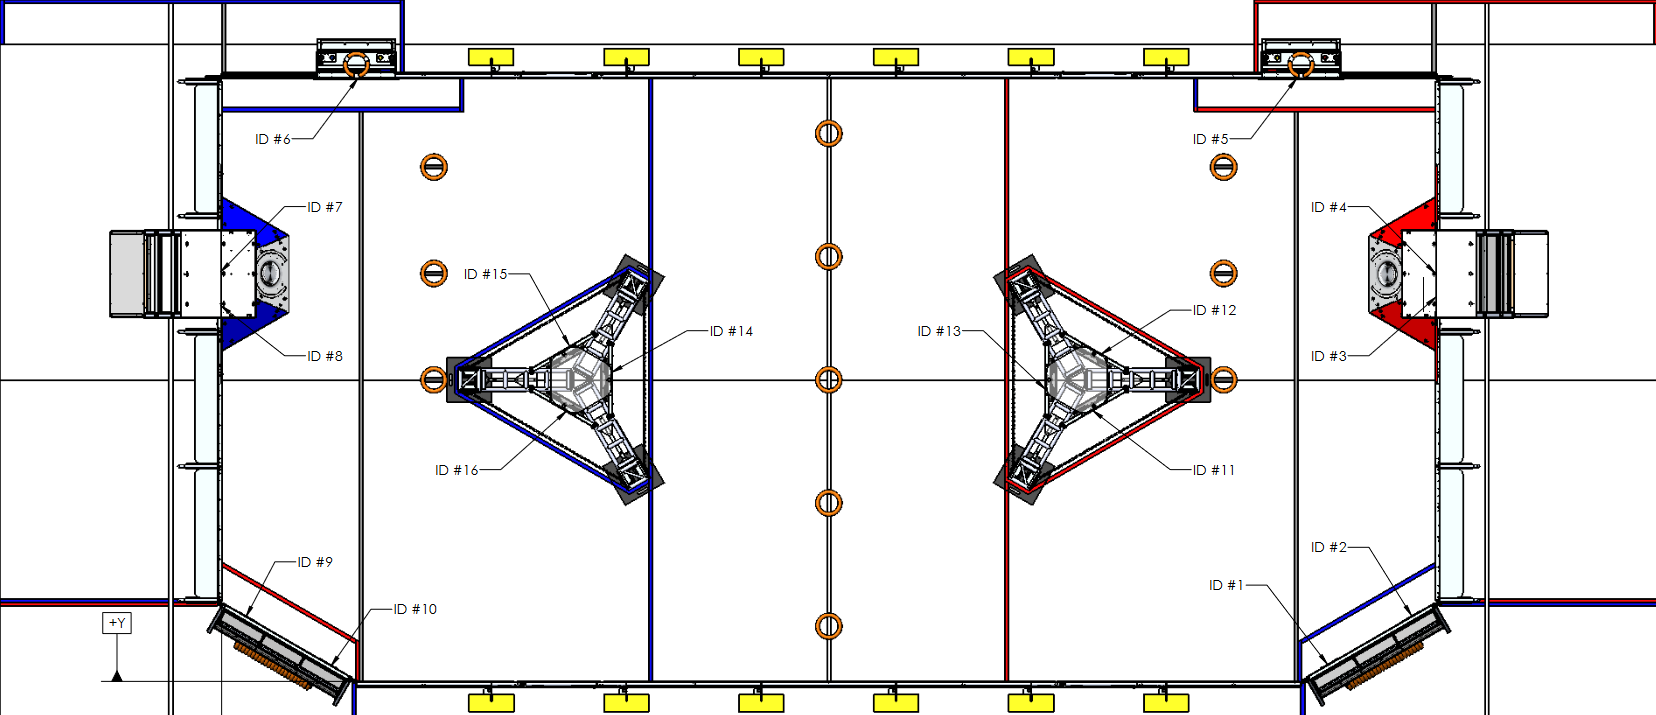 ID #6
ID #5
ID #7
ID #4
ID #15
ID #12
ID #14
ID #13
ID #8
ID #3
ID #16
ID #11
ID #9
ID #2
ID #1
ID #10
+Y